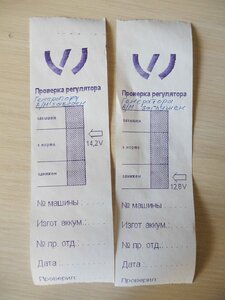 Проверка регулятора
Генератора
завышен
в норме
занижен
14,2V
№ машины
Изгот. аккум.:
№ пр. отд.:
Дата
Проверил:
Проверка регулятора
Генератора
завышен
в норме
занижен
12,8V
№ машины
Изгот. аккум.:
№ пр. отд.:
Дата
Проверил: